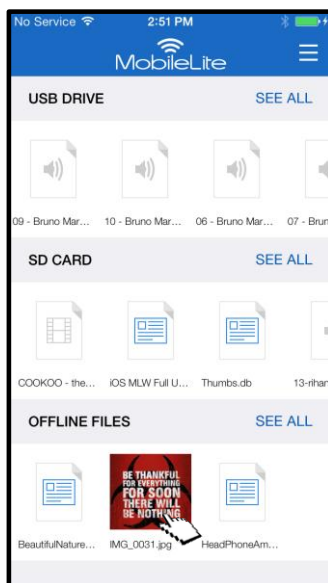 No Service 2:51 PM
MobileLite
USB DRIVE SEE ALL
09 - Bruno Mar... 10 - Bruno Mar... 06 - Bruno Mar... 07 - Brun
SD CARD SEE ALL
COOKOO - the... iOS MLW Full U... Thumbs.db 13-rihan
OFFLINE FILES SEE ALL
BE THANKFUL
FOR EVERYTHING
FOR SOON
THERE WILL
BE NOTHING
BeautifulNature... IMG_0031.jpg HeadPhoneAm...